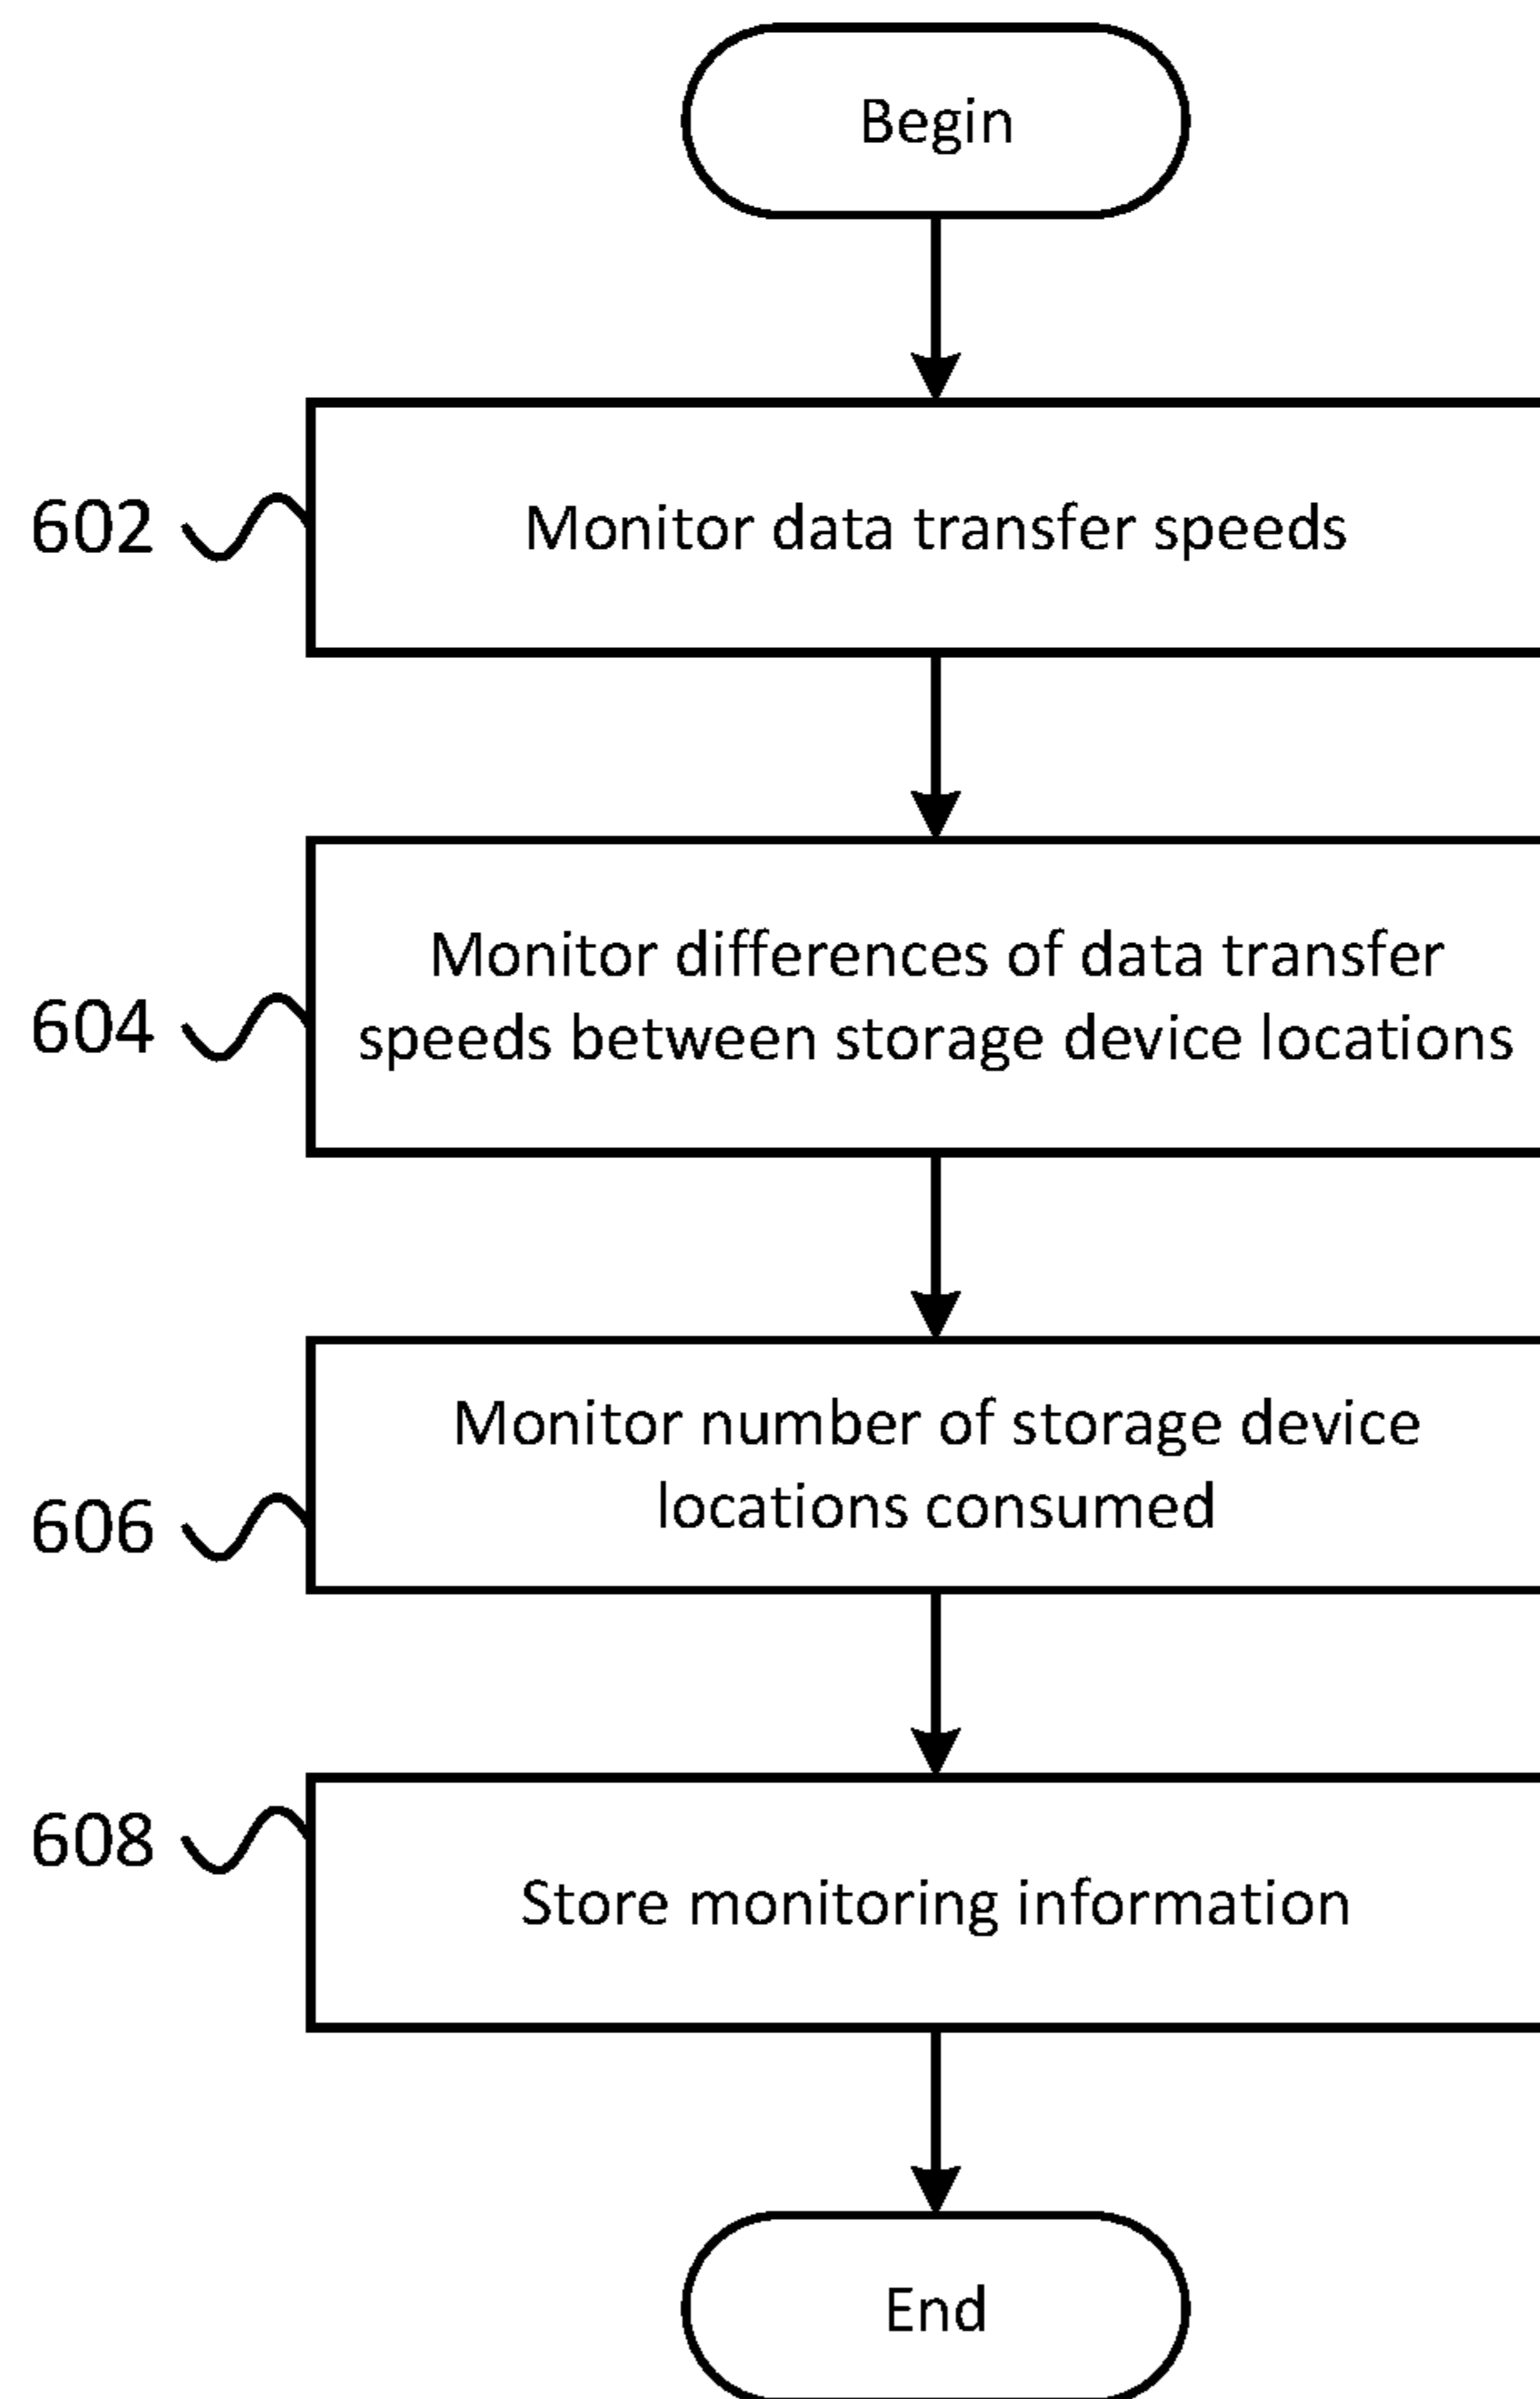 Begin
602
Monitor data transfer speeds
Monitor differences of data transfer
604
speeds between storage device locations
Monitor number of storage device
606
locations consumed
608
Store monitoring information
End